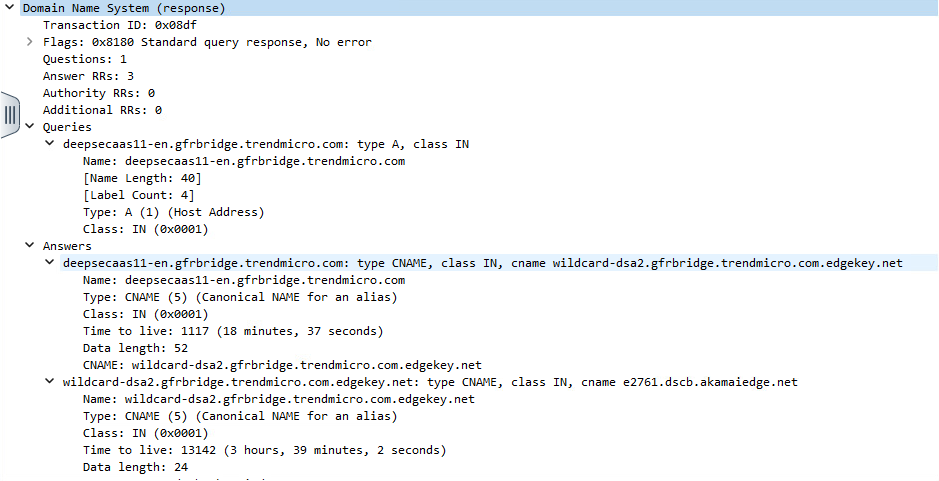 Domain Name System (response)
Transaction ID: 0x08df
Flags: 0x8180 Standard query response, No error
Questions: 1
Answer RRs: 3
Authority RRs: 0
Additional RRs: 0
Queries
deepsecaas11-en.gfrbridge.trendmicro.com: type A, class IN
Name: deepsecaas11-en.gfrbridge.trendmicro.com
[Name Length: 40]
[Label Count: 4]
Type: A (1) (Host Address)
Class: IN (0x0001)
Answers
deepsecaas11-en.gfrbridge.trendmicro.com: type CNAME, class IN, cname wildcard-dsa2.gfrbridge.trendmicro.com.edgekey.net
Name: deepsecaas11-en.gfrbridge.trendmicro.com
Type: CNAME (5) (Canonical NAME for an alias)
Class: IN (0x0001)
Time to live: 1117 (18 minutes, 37 seconds)
Data length: 52
CNAME: wildcard-dsa2.gfrbridge.trendmicro.com.edgekey.net
wildcard-dsa2.gfrbridge.trendmicro.com.edgekey.net: type CNAME, class IN, cname e2761.dscb.akamaiedge.net
Name: wildcard-dsa2.gfrbridge.trendmicro.com.edgekey.net
Type: CNAME (5) (Canonical NAME for an alias)
Class: IN (0x0001)
Time to live: 13142 (3 hours, 39 minutes, 2 seconds)
Data length: 24